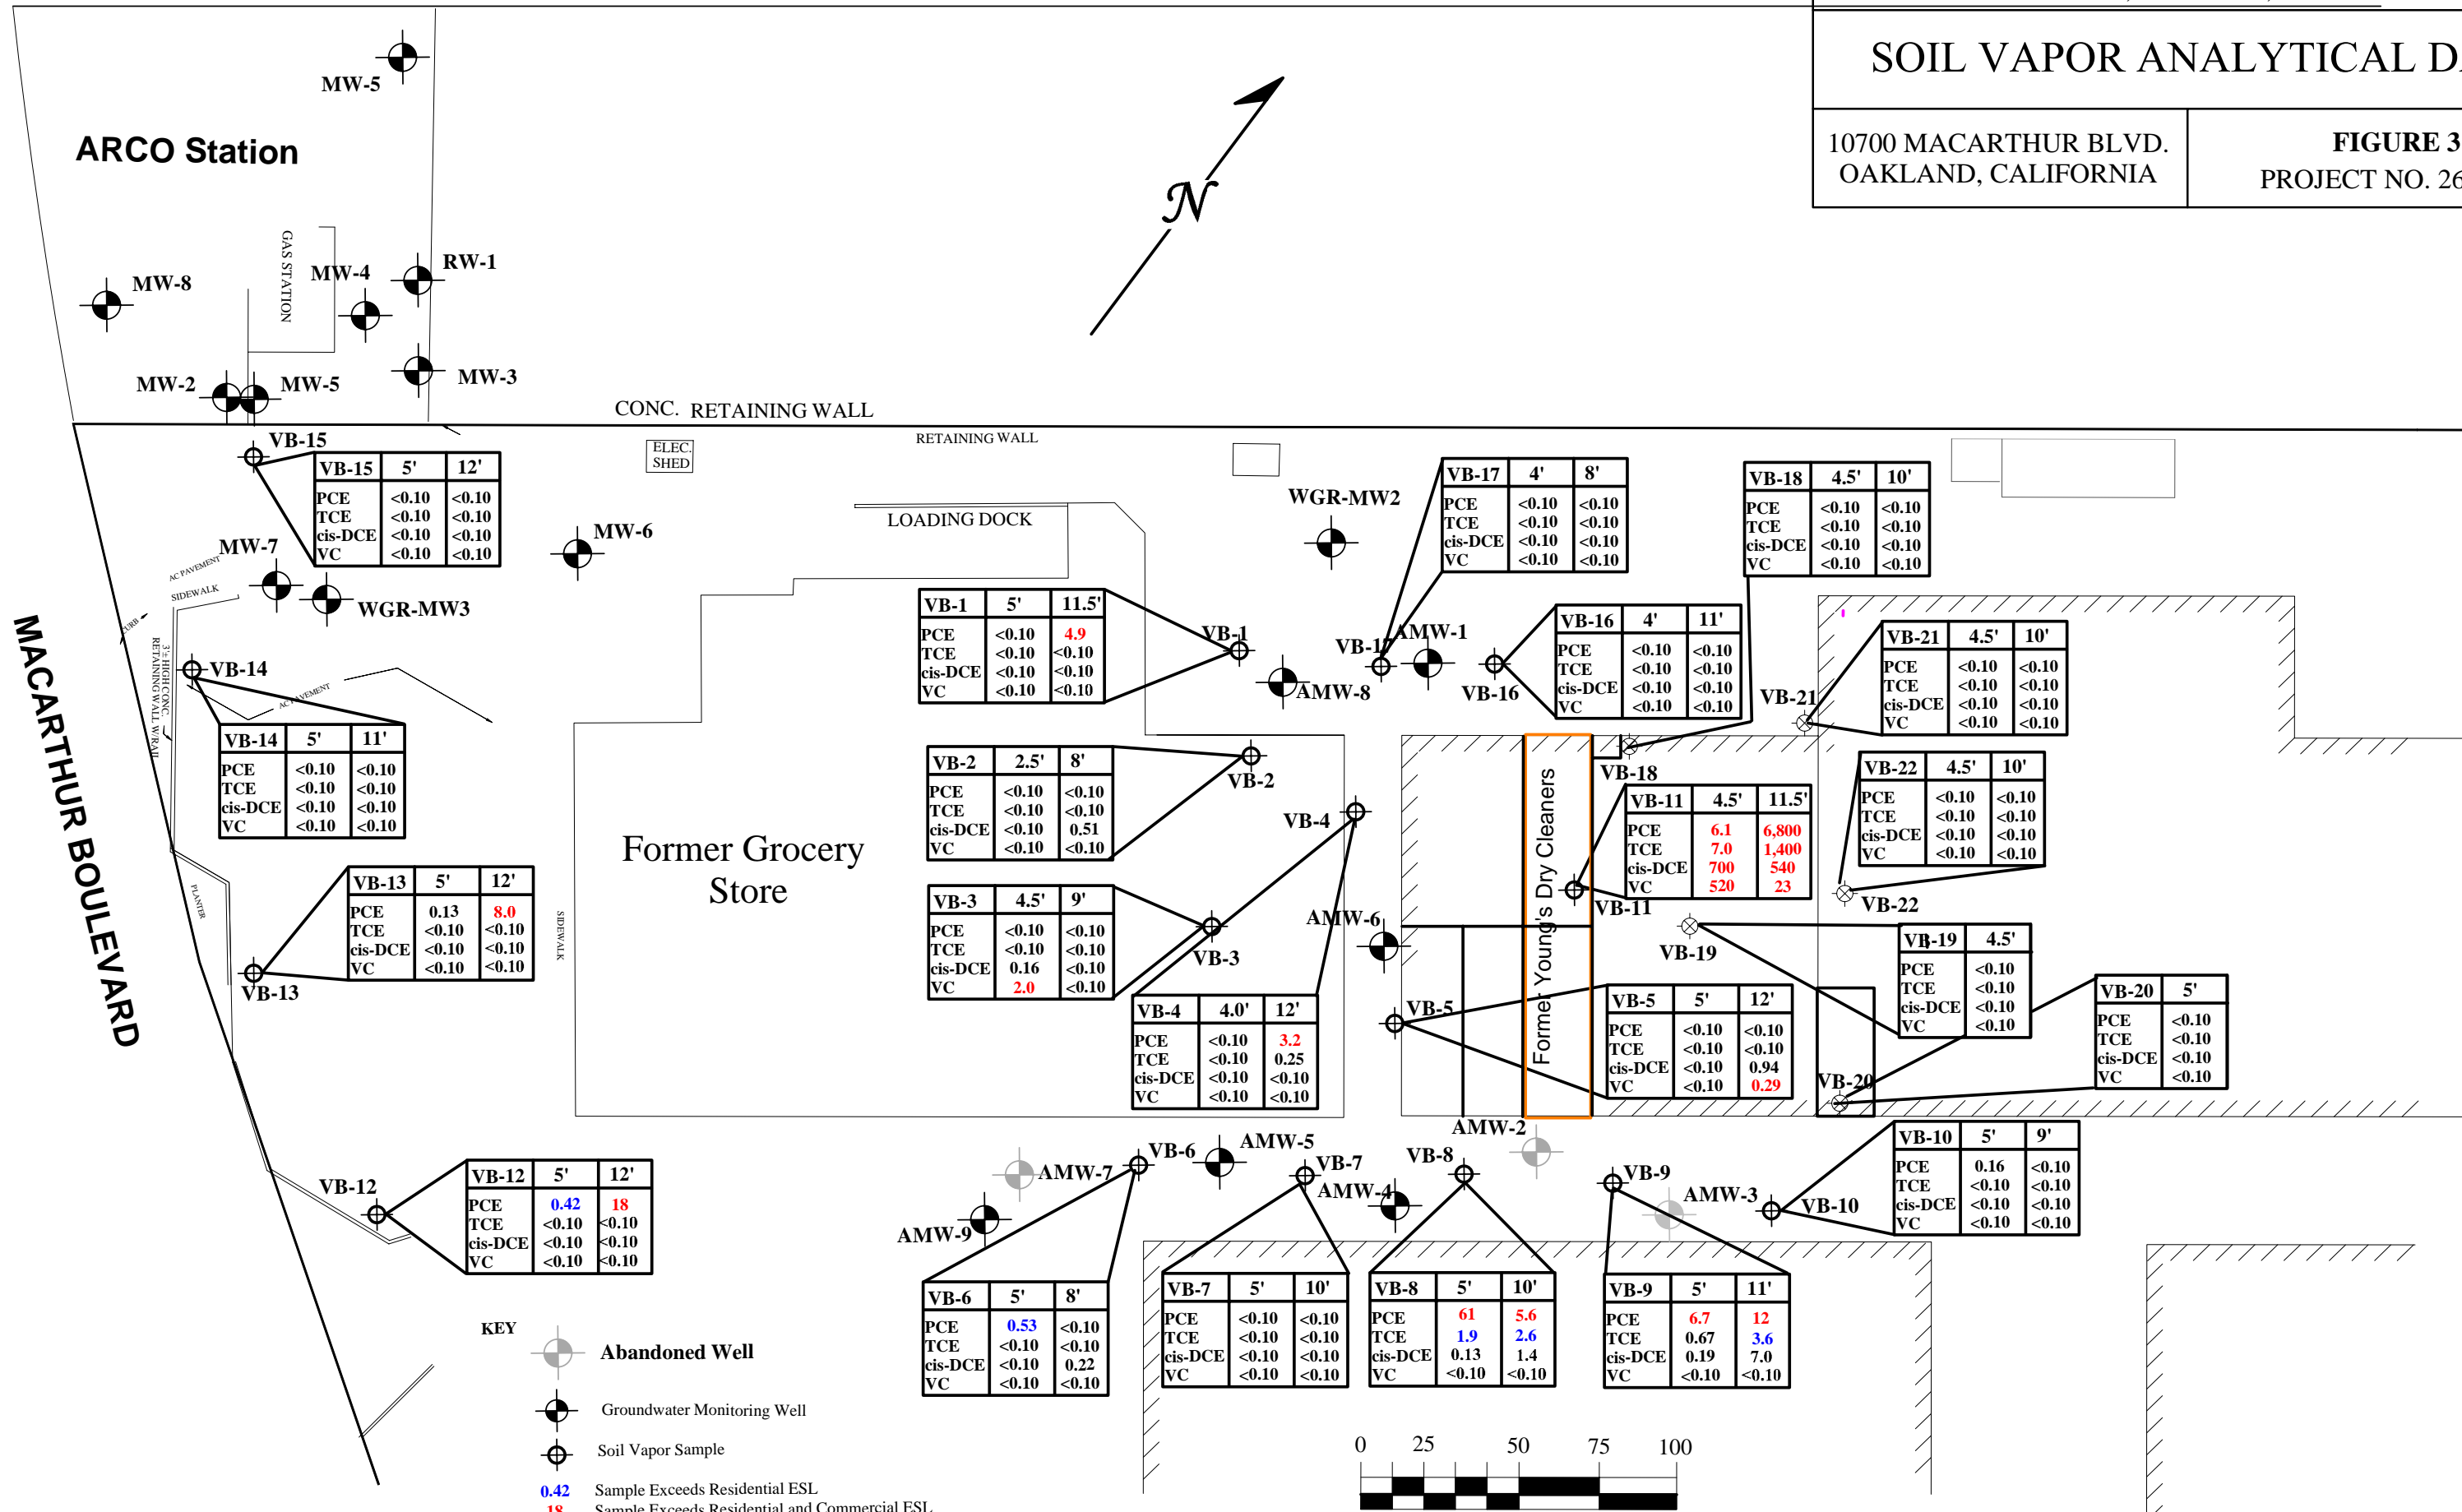 SOIL VAPOR ANALYTICAL
10700 MACARTHUR BLVD.
OAKLAND, CALIFORNIA
FIGURE 3
PROJECT NO. 26
MW-5
ARCO Station
N
GAS STATION
MW-8
MW-4
RW-1
MW-2
MW-5
MW-3
CONC. RETAINING WALL
RETAINING WALL
ELEC.
SHED
LOADING DOCK
VB-15
VB-15 5' 12'
PCE <0.10 <0.10
TCE <0.10 <0.10
cis-DCE <0.10 <0.10
VC <0.10 <0.10
MW-7
AC PAVEMENT
SIDEWALK
CURB
WGR-MW3
MW-6
3'± HIGH CONC.
RETAINING WALL W/RAIL
AC PAVEMENT
MACARTHUR BOULEVARD
VB-14
VB-14 5' 11'
PCE <0.10 <0.10
TCE <0.10 <0.10
cis-DCE <0.10 <0.10
VC <0.10 <0.10
WGR-MW2
VB-17 4' 8'
PCE <0.10 <0.10
TCE <0.10 <0.10
cis-DCE <0.10 <0.10
VC <0.10 <0.10
VB-18 4.5' 10'
PCE <0.10 <0.10
TCE <0.10 <0.10
cis-DCE <0.10 <0.10
VC <0.10 <0.10
VB-1 5' 11.5'
PCE <0.10 4.9
TCE <0.10 <0.10
cis-DCE <0.10 <0.10
VC <0.10 <0.10
VB-1
AMW-8
VB-17
AMW-1
VB-16
VB-16 4' 11'
PCE <0.10 <0.10
TCE <0.10 <0.10
cis-DCE <0.10 <0.10
VC <0.10 <0.10
VB-21
VB-21 4.5' 10'
PCE <0.10 <0.10
TCE <0.10 <0.10
cis-DCE <0.10 <0.10
VC <0.10 <0.10
VB-2 2.5' 8'
PCE <0.10 <0.10
TCE <0.10 <0.10
cis-DCE <0.10 0.51
VC <0.10 <0.10
VB-2
VB-4
VB-18
VB-22 4.5' 10'
PCE <0.10 <0.10
TCE <0.10 <0.10
cis-DCE <0.10 <0.10
VC <0.10 <0.10
VB-22
Former Grocery
Store
SIDEWALK
PLANTER
Former Young's Dry Cleaners
VB-11 4.5' 11.5'
PCE 6.1 6,800
TCE 7.0 1,400
cis-DCE 700 540
VC 520 23
VB-11
VB-13 5' 12'
PCE 0.13 8.0
TCE <0.10 <0.10
cis-DCE <0.10 <0.10
VC <0.10 <0.10
VB-13
VB-3 4.5' 9'
PCE <0.10 <0.10
TCE <0.10 <0.10
cis-DCE 0.16 <0.10
VC 2.0 <0.10
VB-3
AMW-6
VB-19
VB-19 4.5'
PCE <0.10
TCE <0.10
cis-DCE <0.10
VC <0.10
VB-4 4.0' 12'
PCE <0.10 3.2
TCE <0.10 0.25
cis-DCE <0.10 <0.10
VC <0.10 <0.10
VB-5
VB-5 5' 12'
PCE <0.10 <0.10
TCE <0.10 <0.10
cis-DCE <0.10 0.94
VC <0.10 0.29
VB-20
VB-20 5'
PCE <0.10
TCE <0.10
cis-DCE <0.10
VC <0.10
VB-12
VB-12 5' 12'
PCE 0.42 18
TCE <0.10 <0.10
cis-DCE <0.10 <0.10
VC <0.10 <0.10
AMW-7
AMW-9
VB-6
AMW-5
VB-7
AMW-4
VB-8
AMW-2
VB-9
AMW-3
VB-10
VB-10 5' 9'
PCE 0.16 <0.10
TCE <0.10 <0.10
cis-DCE <0.10 <0.10
VC <0.10 <0.10
VB-6 5' 8'
PCE 0.53 <0.10
TCE <0.10 <0.10
cis-DCE <0.10 0.22
VC <0.10 <0.10
VB-7 5' 10'
PCE <0.10 <0.10
TCE <0.10 <0.10
cis-DCE <0.10 <0.10
VC <0.10 <0.10
VB-8 5' 10'
PCE 61 5.6
TCE 1.9 2.6
cis-DCE 0.13 1.4
VC <0.10 <0.10
VB-9 5' 11'
PCE 6.7 12
TCE 0.67 3.6
cis-DCE 0.19 7.0
VC <0.10 <0.10
KEY
Abandoned Well
Groundwater Monitoring Well
Soil Vapor Sample
0.42 Sample Exceeds Residential ESL
18 Sample Exceeds Residential and Commercial ESL
0 25 50 75 100